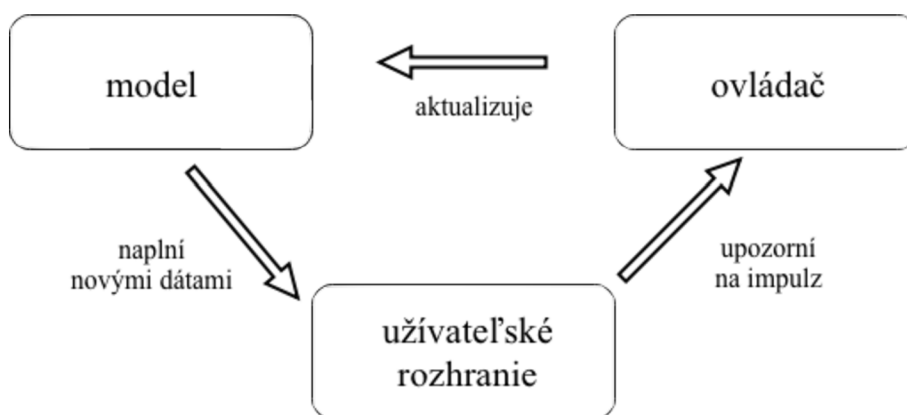 model
ovládač
aktualizuje
naplní
novými dátami
upozorní
na impulz
užívateľské
rozhranie